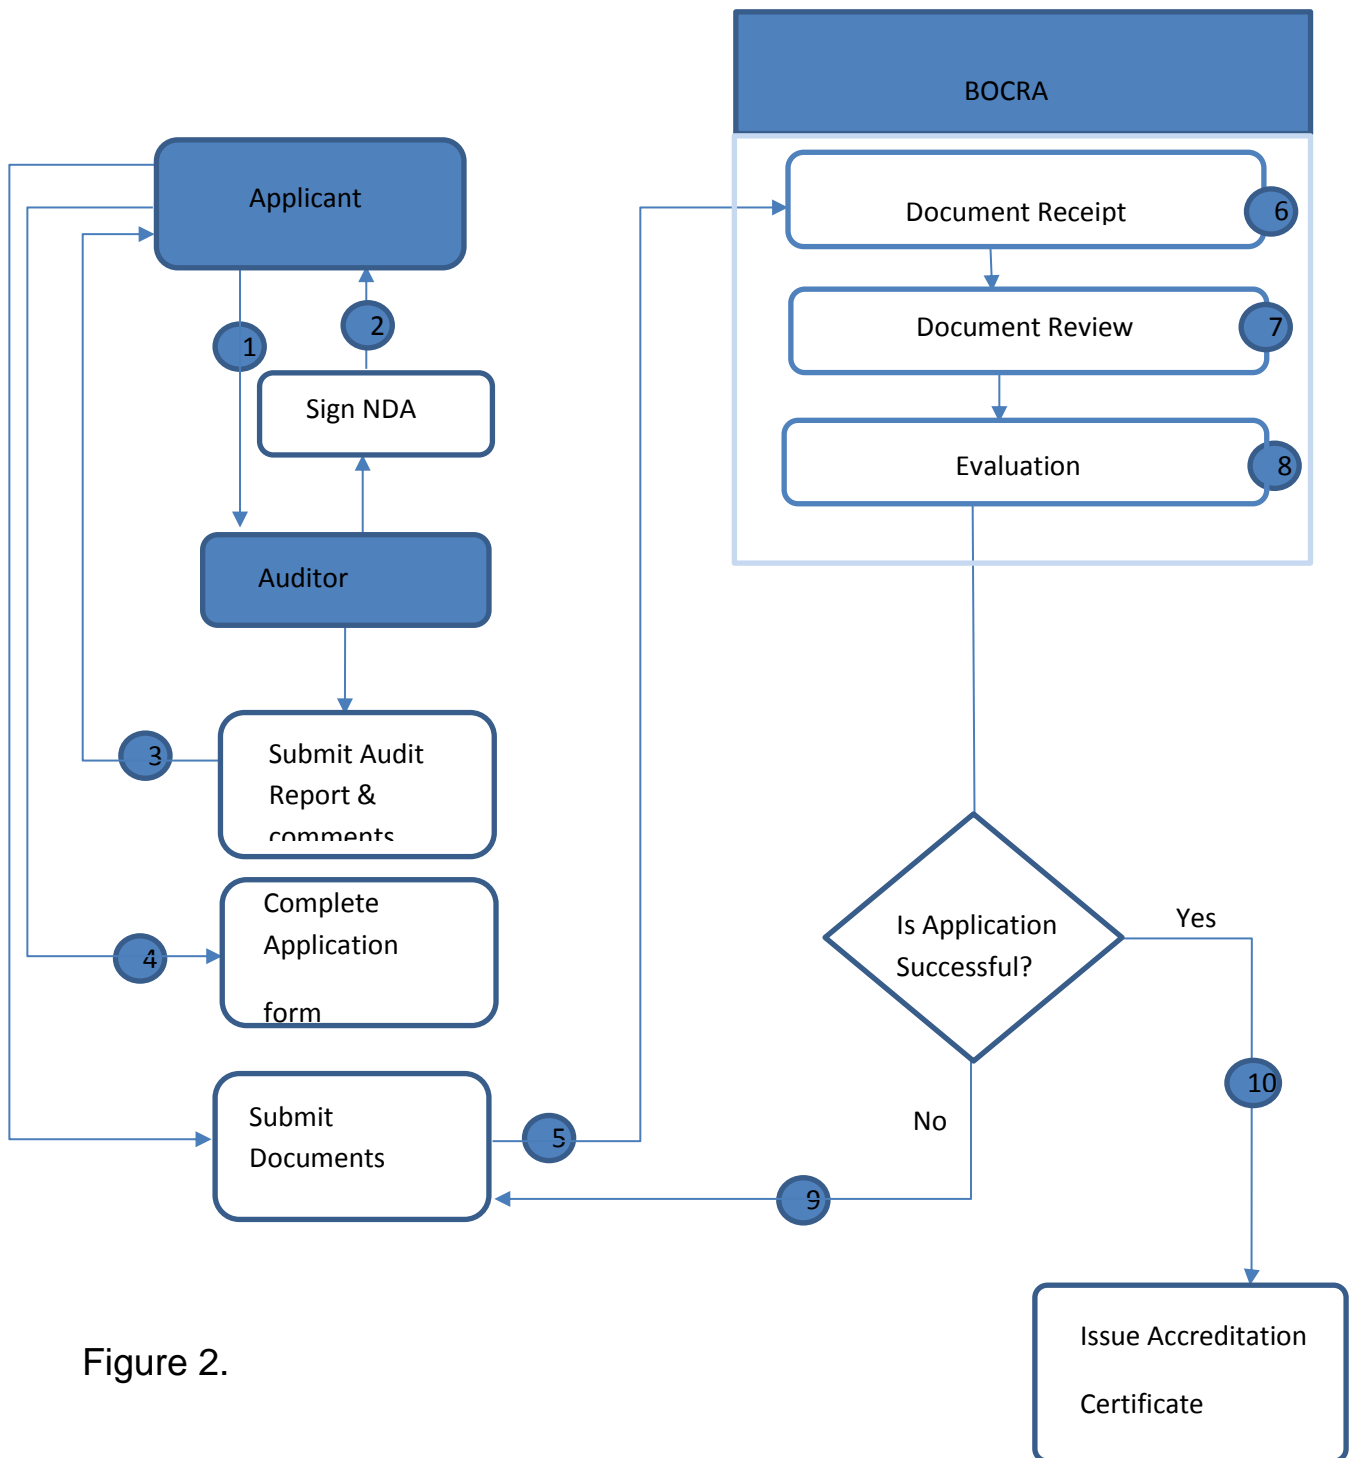 BOCRA
Applicant
Document Receipt
6
2
1
Document Review
7
Sign NDA
Evaluation
8
Auditor
3
Submit Audit
Report &
comments
Complete
Application
form
4
Is Application
Successful?
Yes
Submit
Documents
5
No
10
9
Issue Accreditation
Certificate
Figure 2.